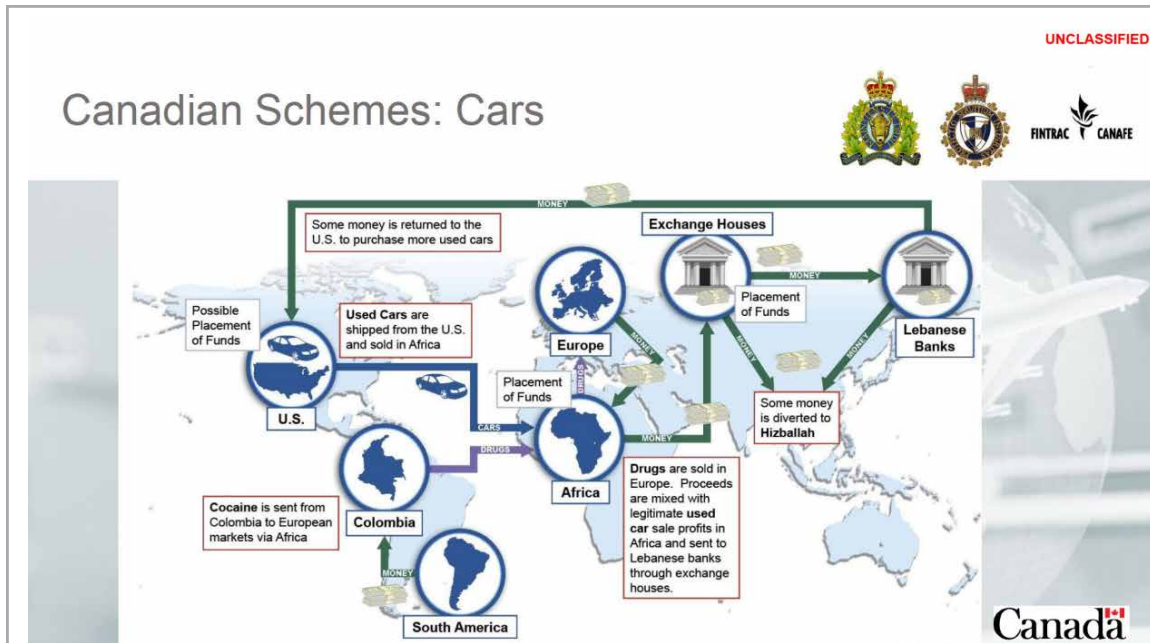 UNCLASSIFIED
Canadian Schemes: Cars
FINTRAC CANAFE
MONEY
Some money is returned to the
U.S. to purchase more used cars
Exchange Houses
MONEY
Possible
Placement
of Funds
Used Cars are
shipped from the U.S.
and sold in Africa
Placement
of Funds
Europe
Lebanese
Banks
MONEY
MONEY
Placement
of Funds
DRUGS
U.S.
CARS
Some money
is diverted to
Hizballah
MONEY
DRUGS
Africa
Drugs are sold in
Europe. Proceeds
are mixed with
legitimate used
car sale profits in
Africa and sent to
Lebanese banks
through exchange
houses.
Cocaine is sent from
Colombia to European
markets via Africa
Colombia
MONEY
South America
Canada